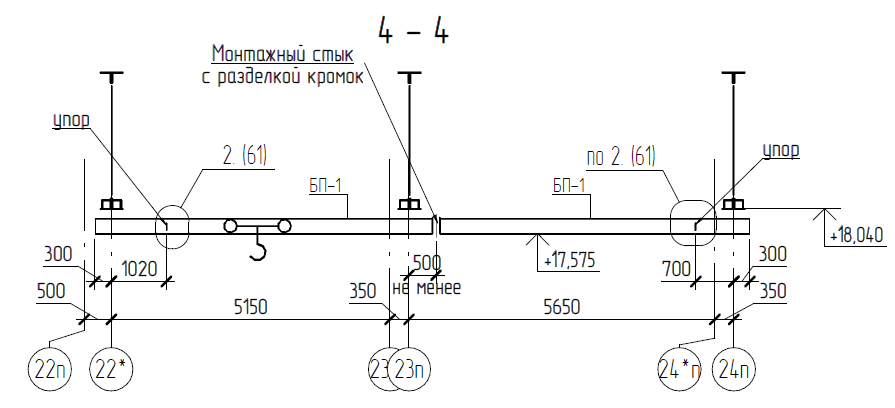 4 – 4
Монтажный стык
с разделкой кромок
упор
2. (61)
БП-1
БП-1
по 2. (61)
упор
+18,040
+17,575
300
1020
500
не менее
700
300
500
5150
350
5650
350
22п
22*
23
23п
24*п
24п